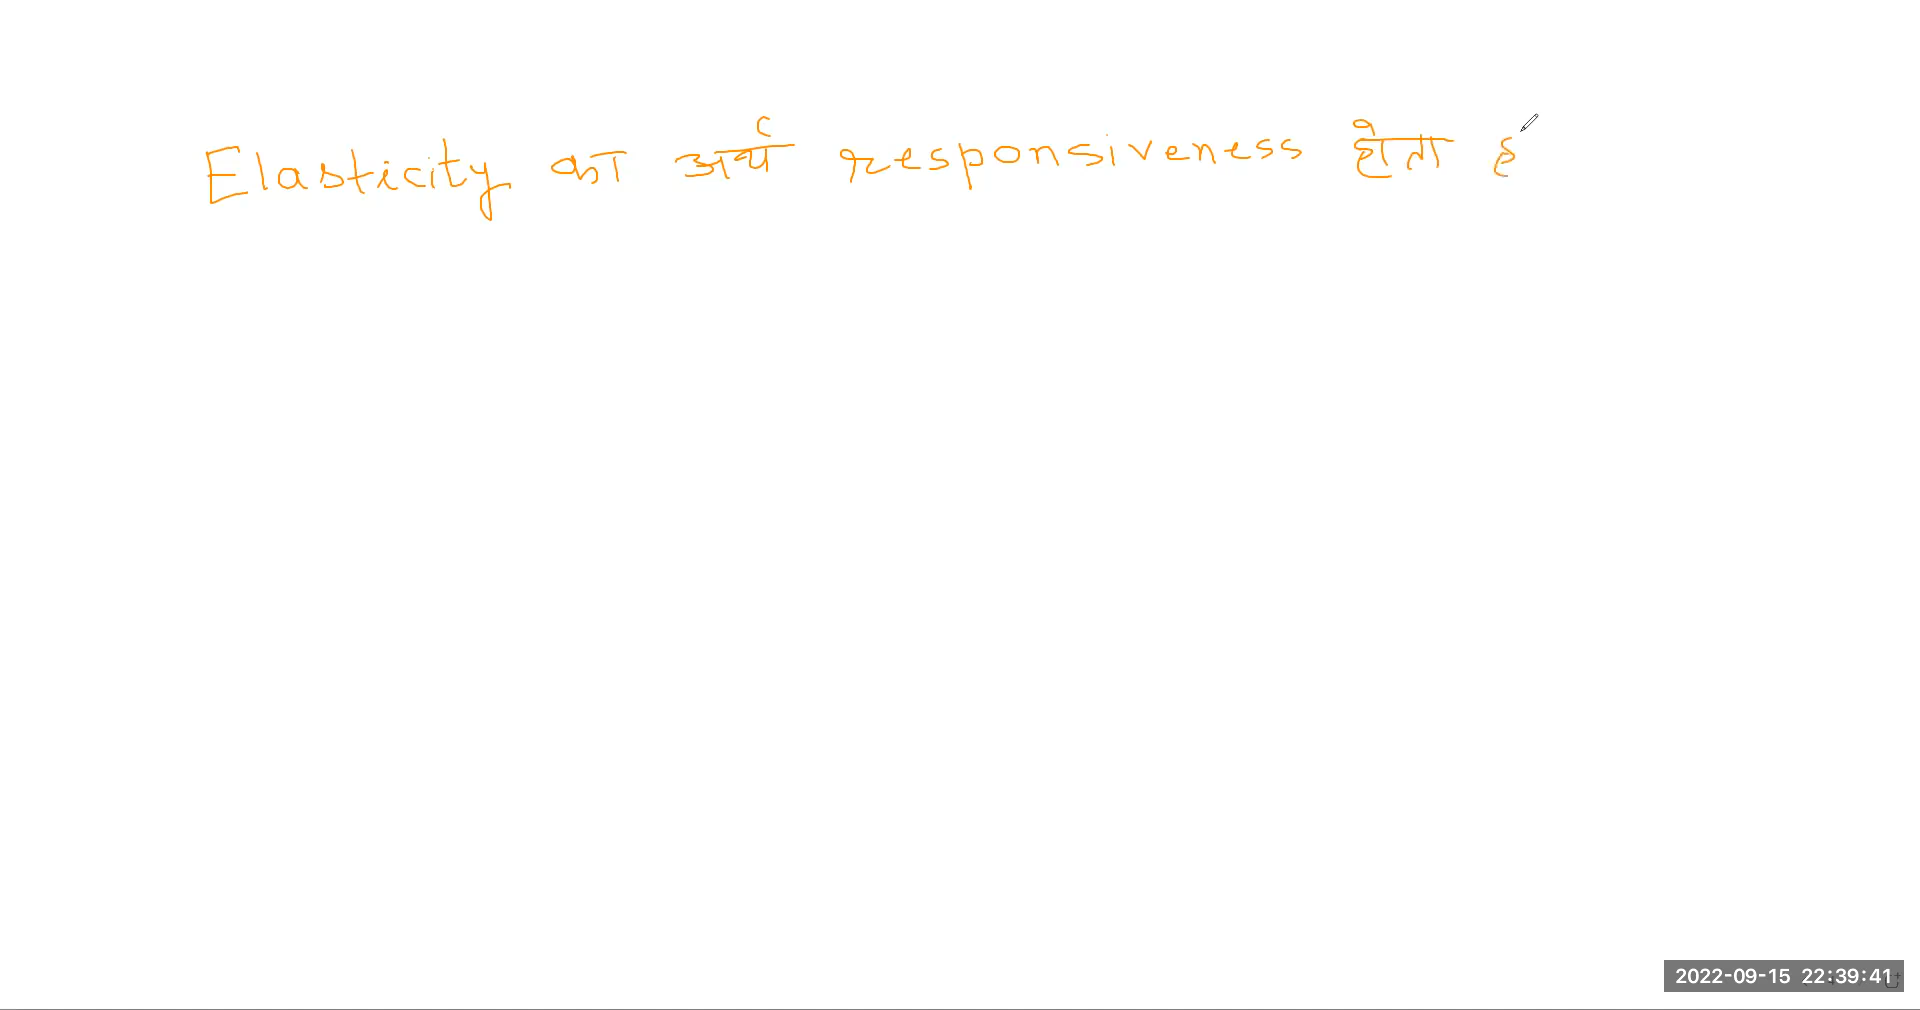 Elasticity का अर्थ responsiveness होता ह
2022-09-15 22:39:41